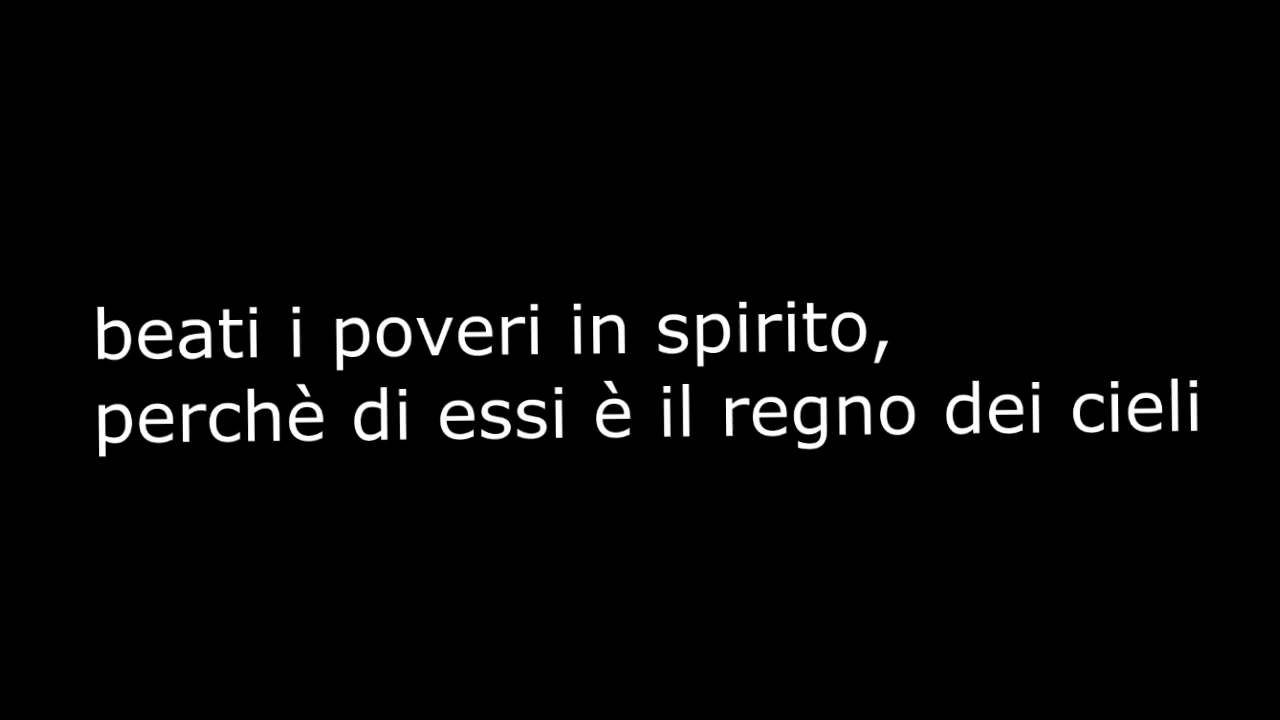 beati i poveri in spirito,
perchè di essi è il regno dei cieli